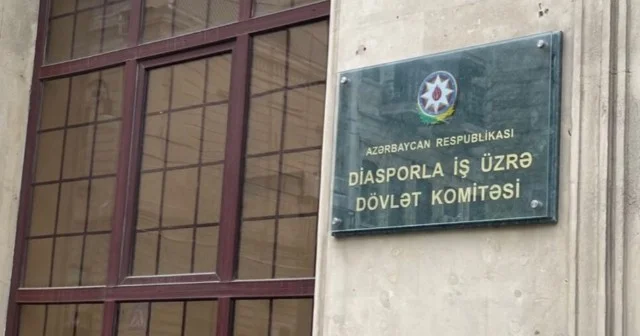 AZƏRBAYCAN RESPUBLİKASI
DİASPORLA İŞ ÜZRƏ
DÖVLƏT KOMİTƏSİ